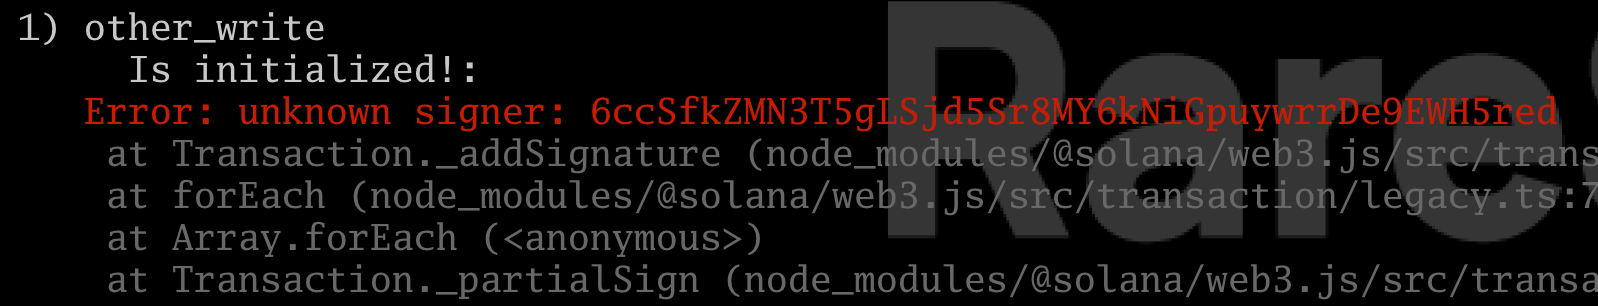 1) other_write
Is initialized!:
Error: unknown signer: 6ccSfkZMN3T5gLSjd5Sr8MY6kNiGpuywrrDe9EWH5red
at Transaction._addSignature (node_modules/@solana/web3.js/src/trans
at forEach (node_modules/@solana/web3.js/src/transaction/legacy.ts:7
at Array.forEach (<anonymous>)
at Transaction._partialSign (node_modules/@solana/web3.js/src/transa
Rare